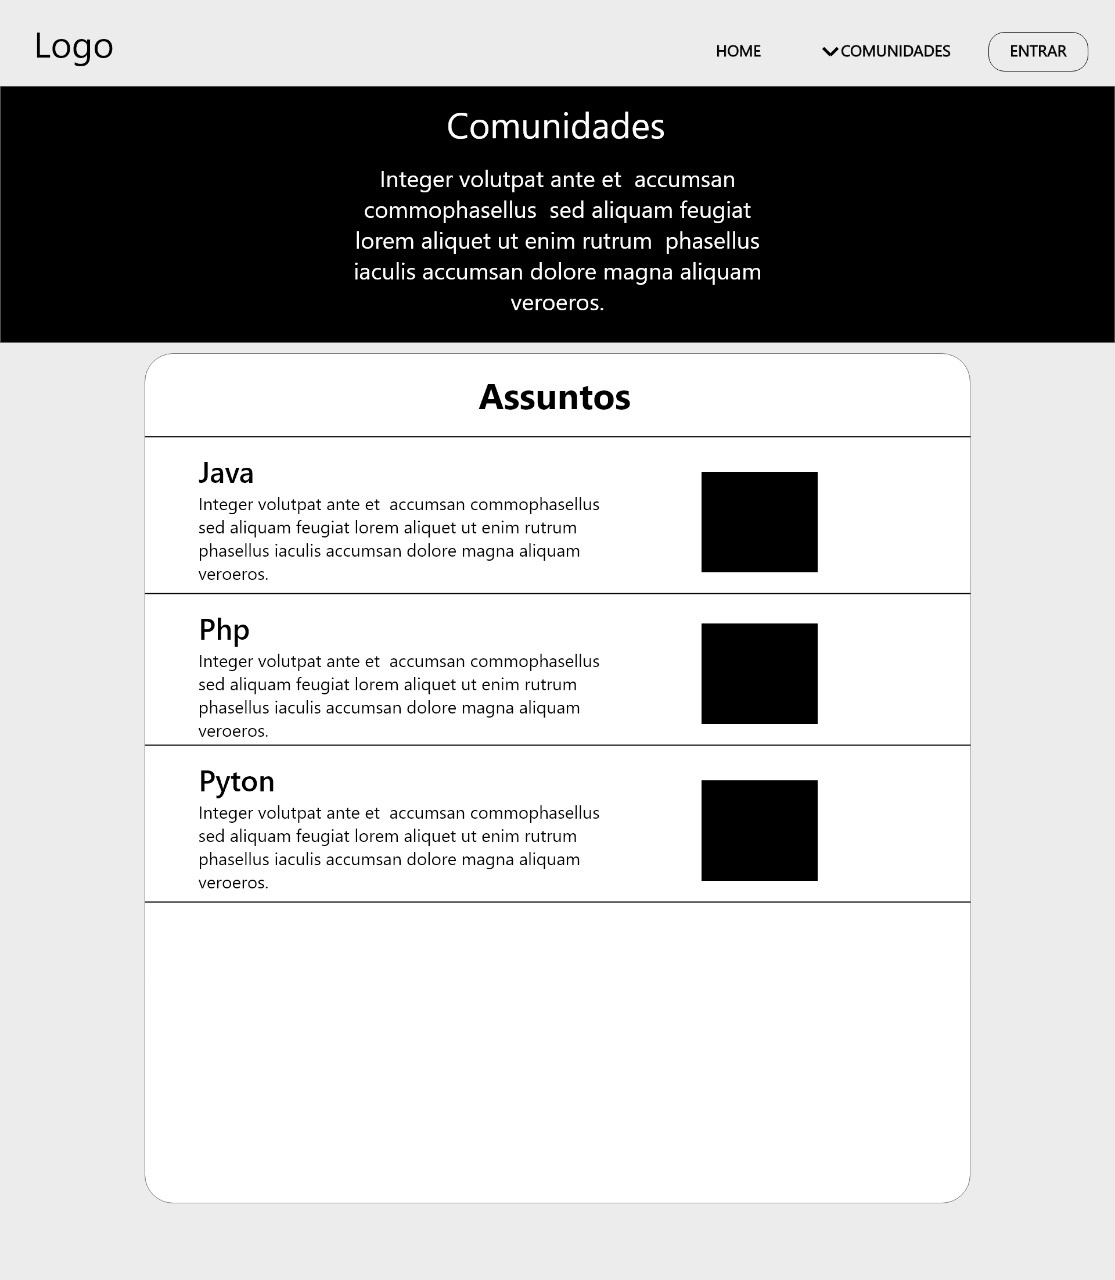 Logo
HOME
COMUNIDADES
ENTRAR
Comunidades
Integer volutpat ante et  accumsan
commophasellus  sed aliquam feugiat
lorem aliquet ut enim rutrum  phasellus
iaculis accumsan dolore magna aliquam
veroeros.
Assuntos
Java
Integer volutpat ante et  accumsan commophasellus
sed aliquam feugiat lorem aliquet ut enim rutrum
phasellus iaculis accumsan dolore magna aliquam
veroeros.
Php
Integer volutpat ante et  accumsan commophasellus
sed aliquam feugiat lorem aliquet ut enim rutrum
phasellus iaculis accumsan dolore magna aliquam
veroeros.
Pyton
Integer volutpat ante et  accumsan commophasellus
sed aliquam feugiat lorem aliquet ut enim rutrum
phasellus iaculis accumsan dolore magna aliquam
veroeros.